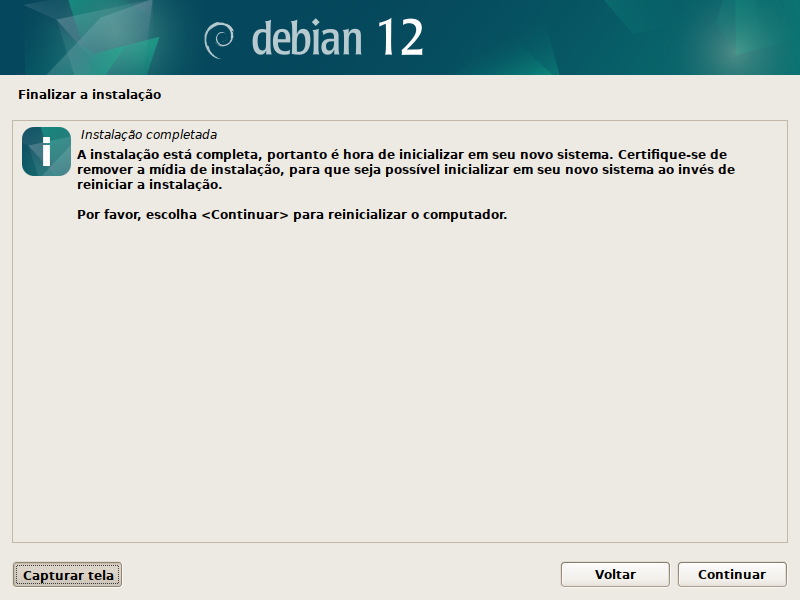 debian 12
Finalizar a instalação
Instalação completada
A instalação está completa, portanto é hora de inicializar em seu novo sistema. Certifique-se de
remover a mídia de instalação, para que seja possível inicializar em seu novo sistema ao invés de
reiniciar a instalação.
Por favor, escolha <Continuar> para reinicializar o computador.
Capturar tela
Voltar
Continuar